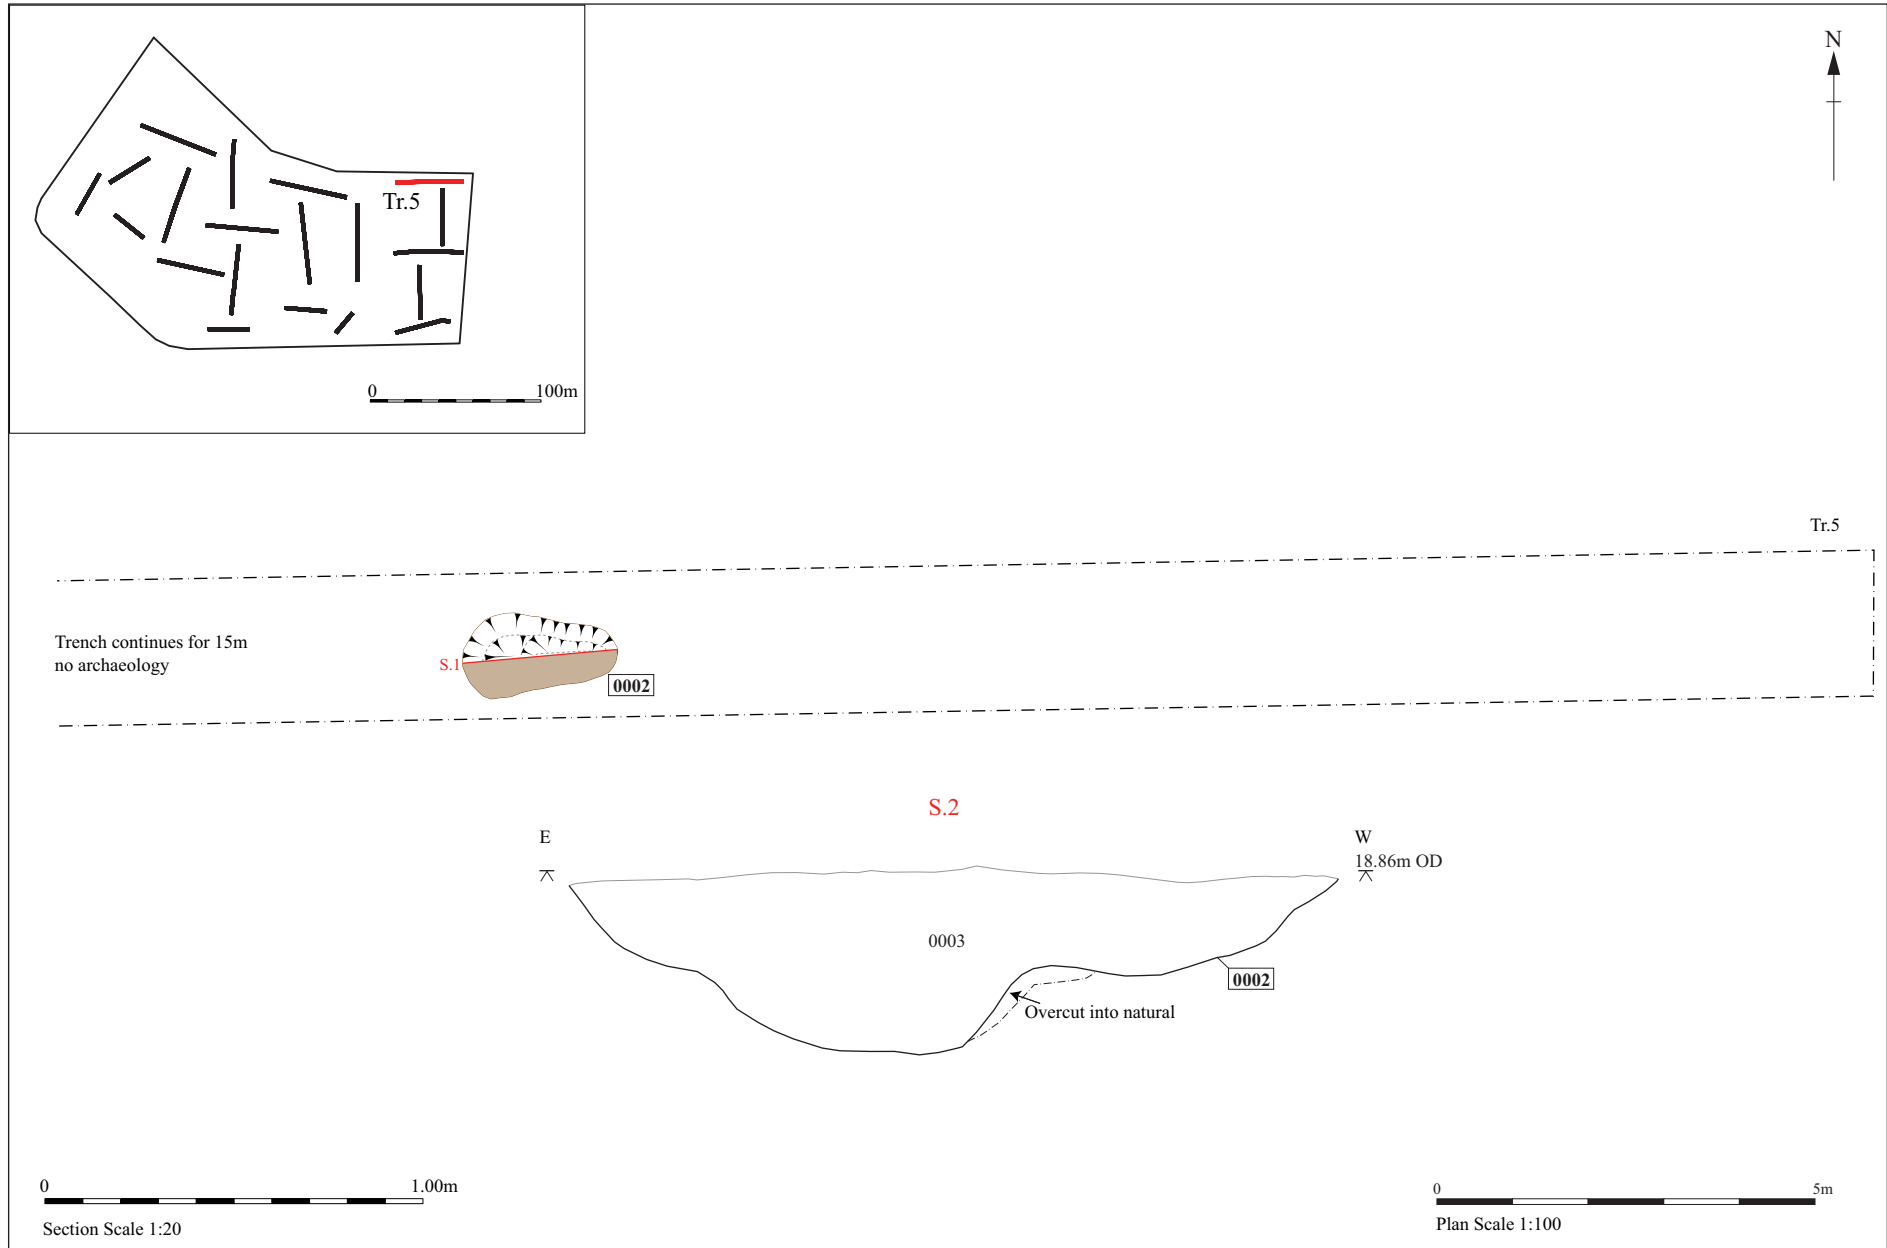 N
Tr.5
0 100m
Tr.5
Trench continues for 15m
no archaeology
S.1
0002
S.2
E W
18.86m OD
0003
0002
Overcut into natural
0 1.00m
Section Scale 1:20
0 5m
Plan Scale 1:100